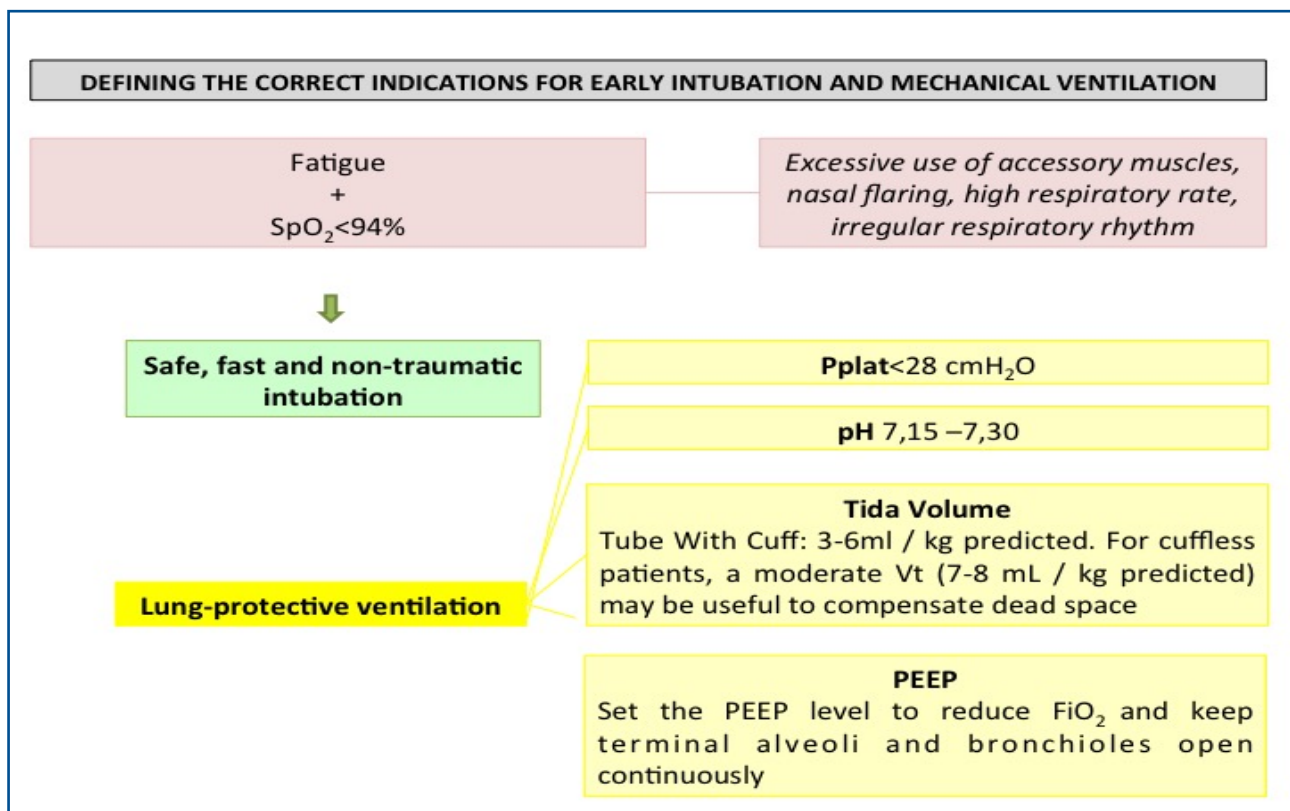 DEFINING THE CORRECT INDICATIONS FOR EARLY INTUBATION AND MECHANICAL VENTILATION
Fatigue
+
SpO₂<94%
Excessive use of accessory muscles,
nasal flaring, high respiratory rate,
irregular respiratory rhythm
Safe, fast and non-traumatic
intubation
Lung-protective ventilation
Pplat<28 cmH₂O
pH 7,15 –7,30
Tida Volume
Tube With Cuff: 3-6ml / kg predicted. For cuffless
patients, a moderate Vt (7-8 mL / kg predicted)
may be useful to compensate dead space
PEEP
Set the PEEP level to reduce FiO₂ and keep
terminal alveoli and bronchioles open
continuously